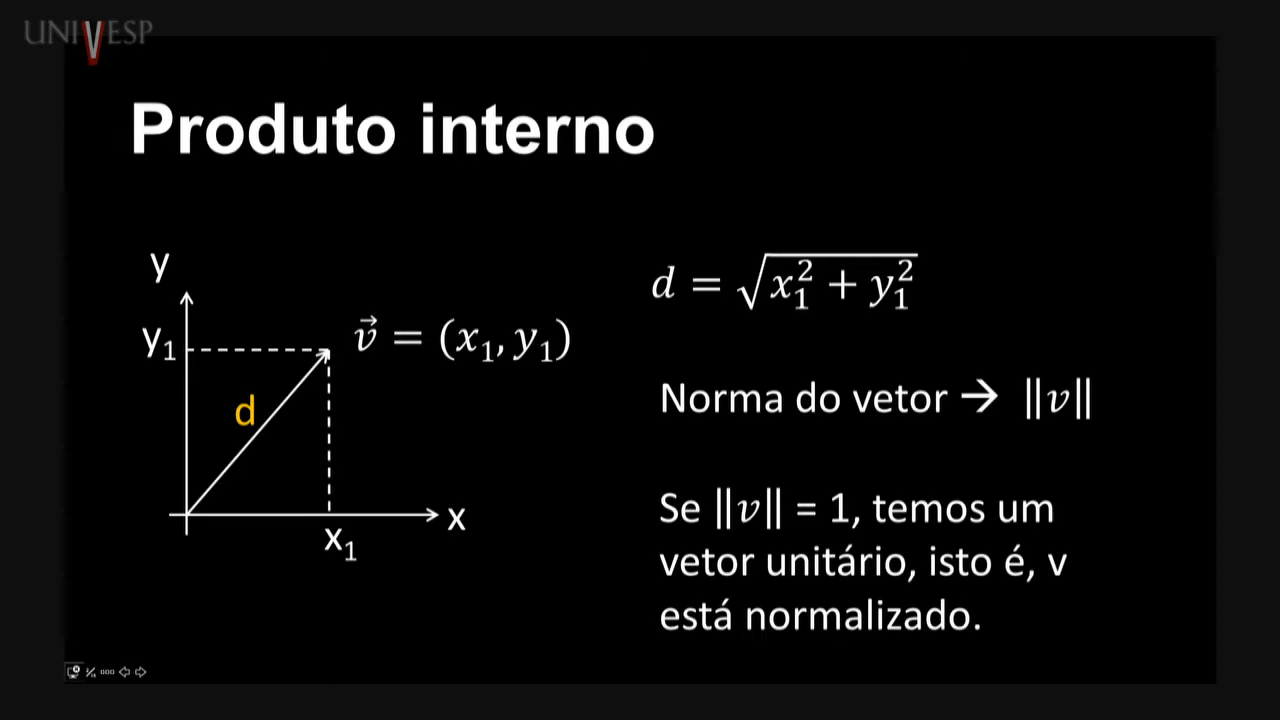 UNIVESP
Produto interno
y
y₁
v⃗ = (x₁, y₁)
d
x
x₁
d = √(x₁² + y₁²)
Norma do vetor → ‖v‖
Se ‖v‖ = 1, temos um
vetor unitário, isto é, v
está normalizado.